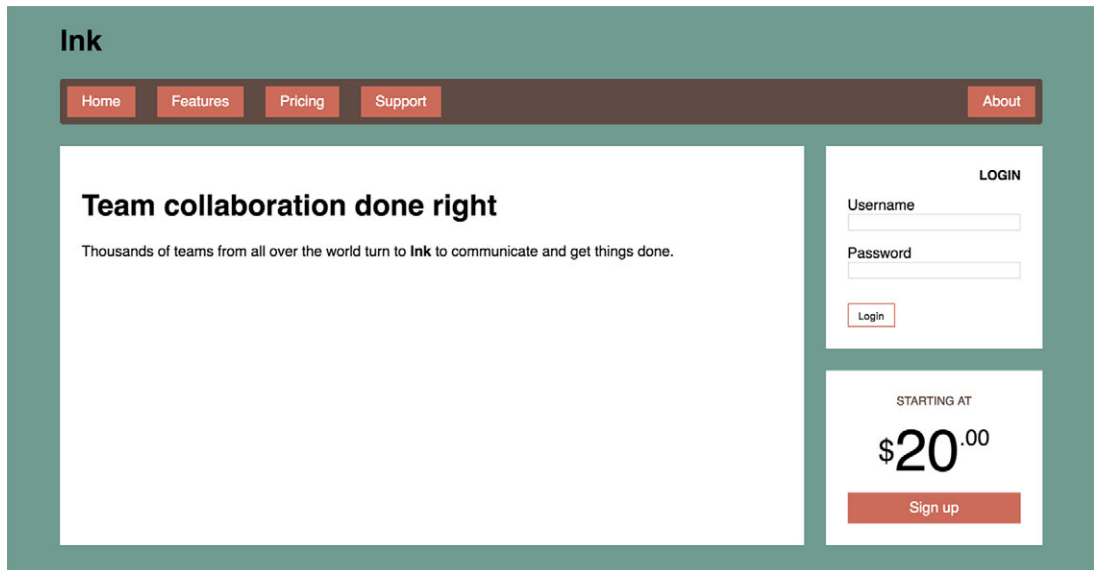 Ink
Home Features Pricing Support About
Team collaboration done right
Thousands of teams from all over the world turn to Ink to communicate and get things done.
LOGIN
Username
Password
Login
STARTING AT
$20.00
Sign up